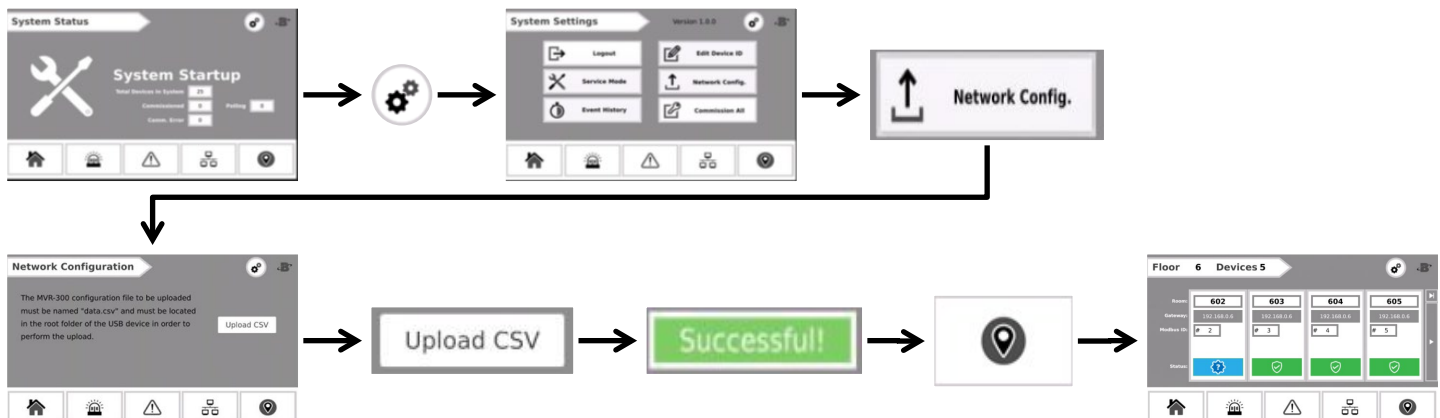 System Status
System Startup
Total Devices in System 25
Commissioned 0 Polling 0
Comm. Error 0
System Settings Version 1.0.0
Logout Edit Device ID
Service Mode Network Config.
Event History Commission All
Network Config.
Network Configuration
The MVR-300 configuration file to be uploaded
must be named "data.csv" and must be located
in the root folder of the USB device in order to
perform the upload.
Upload CSV
Upload CSV
Successful!
Floor 6 Devices 5
Name: 602 603 604 605
Gateway: 192.168.0.6 192.168.0.6 192.168.0.6 192.168.0.6
Modbus ID: # 2 # 3 # 4 # 5
Status: